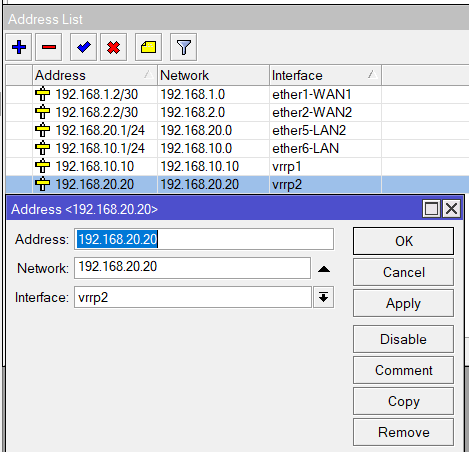 Address List
Address Network Interface
192.168.1.2/30 192.168.1.0 ether1-WAN1
192.168.2.2/30 192.168.2.0 ether2-WAN2
192.168.20.1/24 192.168.20.0 ether5-LAN2
192.168.10.1/24 192.168.10.0 ether6-LAN
192.168.10.10 192.168.10.10 vrrp1
192.168.20.20 192.168.20.20 vrrp2
Address <192.168.20.20>
Address: 192.168.20.20 OK
Network: 192.168.20.20 Cancel
Interface: vrrp2 Apply
Disable
Comment
Copy
Remove